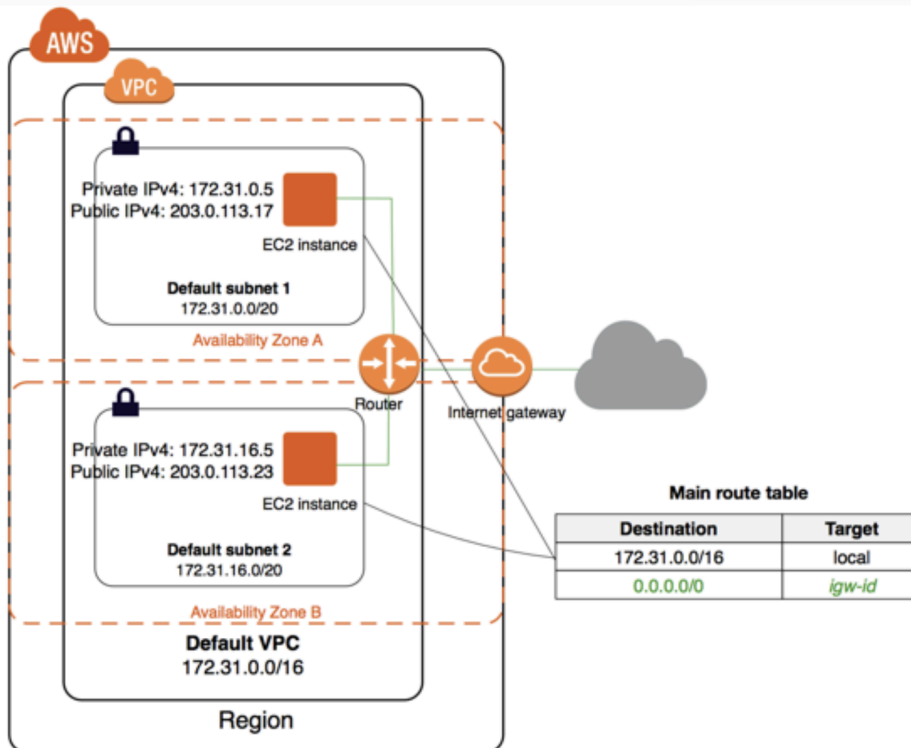 AWS
VPC
Private IPv4: 172.31.0.5
Public IPv4: 203.0.113.17
EC2 instance
Default subnet 1
172.31.0.0/20
Availability Zone A
Router
Internet gateway
Private IPv4: 172.31.16.5
Public IPv4: 203.0.113.23
EC2 instance
Default subnet 2
172.31.16.0/20
Availability Zone B
Default VPC
172.31.0.0/16
Region
Main route table
Destination Target
172.31.0.0/16 local
0.0.0.0/0 igw-id